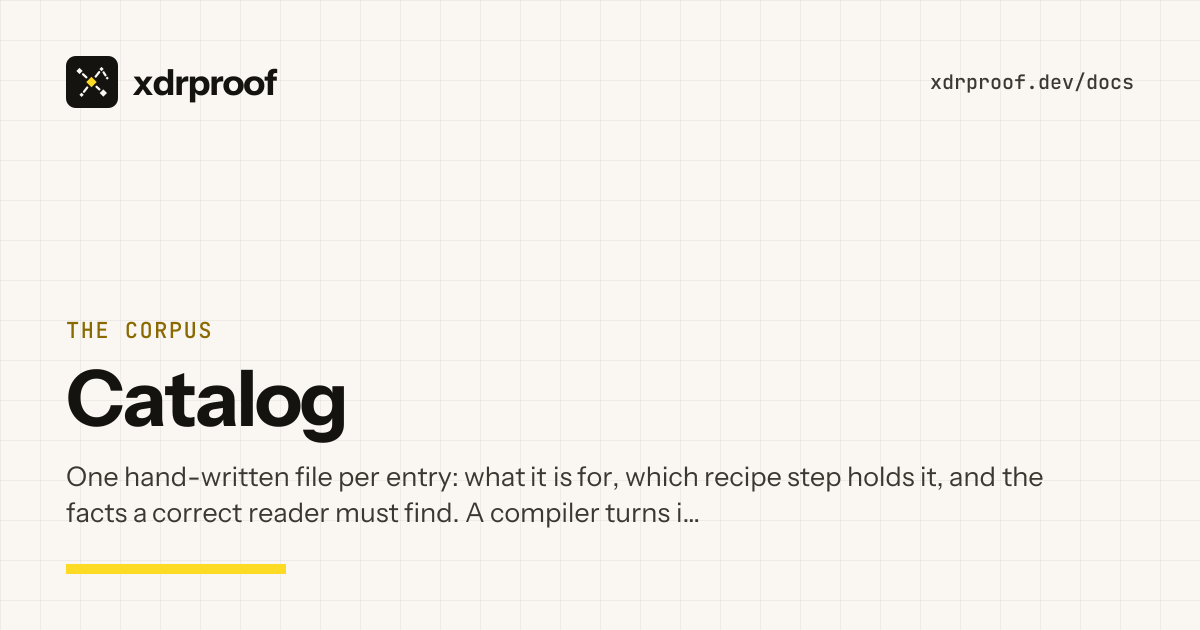 xdrproof
xdrproof.dev/docs
THE CORPUS
Catalog
One hand-written file per entry: what it is for, which recipe step holds it, and the
facts a correct reader must find. A compiler turns i...